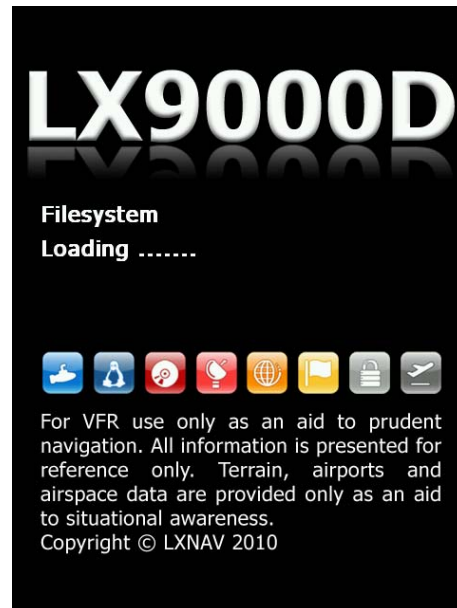 LX9000D
Filesystem
Loading .......
For VFR use only as an aid to prudent
navigation. All information is presented for
reference only. Terrain, airports and
airspace data are provided only as an aid
to situational awareness.
Copyright © LXNAV 2010